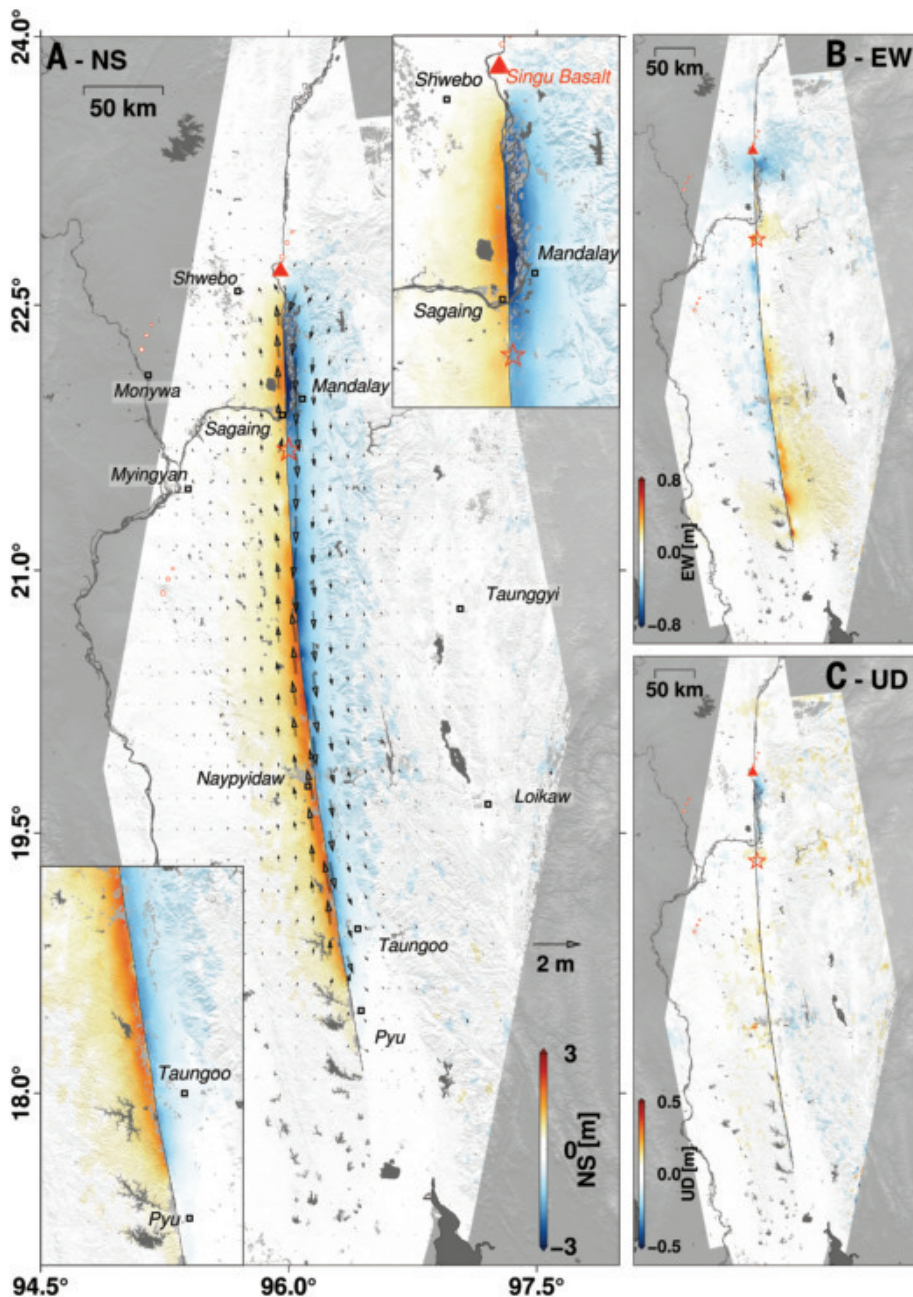 24.0°
A - NS
50 km
Shwebo
Singu Basalt
Mandalay
Sagaing
B - EW
50 km
0.8
0.0
−0.8
EW [m]
22.5°
Shwebo
Monywa
Mandalay
Sagaing
Myingyan
21.0°
Taunggyi
Naypyidaw
Loikaw
19.5°
Taungoo
2 m
Pyu
18.0°
Taungoo
Pyu
3
0
−3
NS [m]
94.5°
96.0°
97.5°
C - UD
50 km
0.5
0.0
−0.5
UD [m]